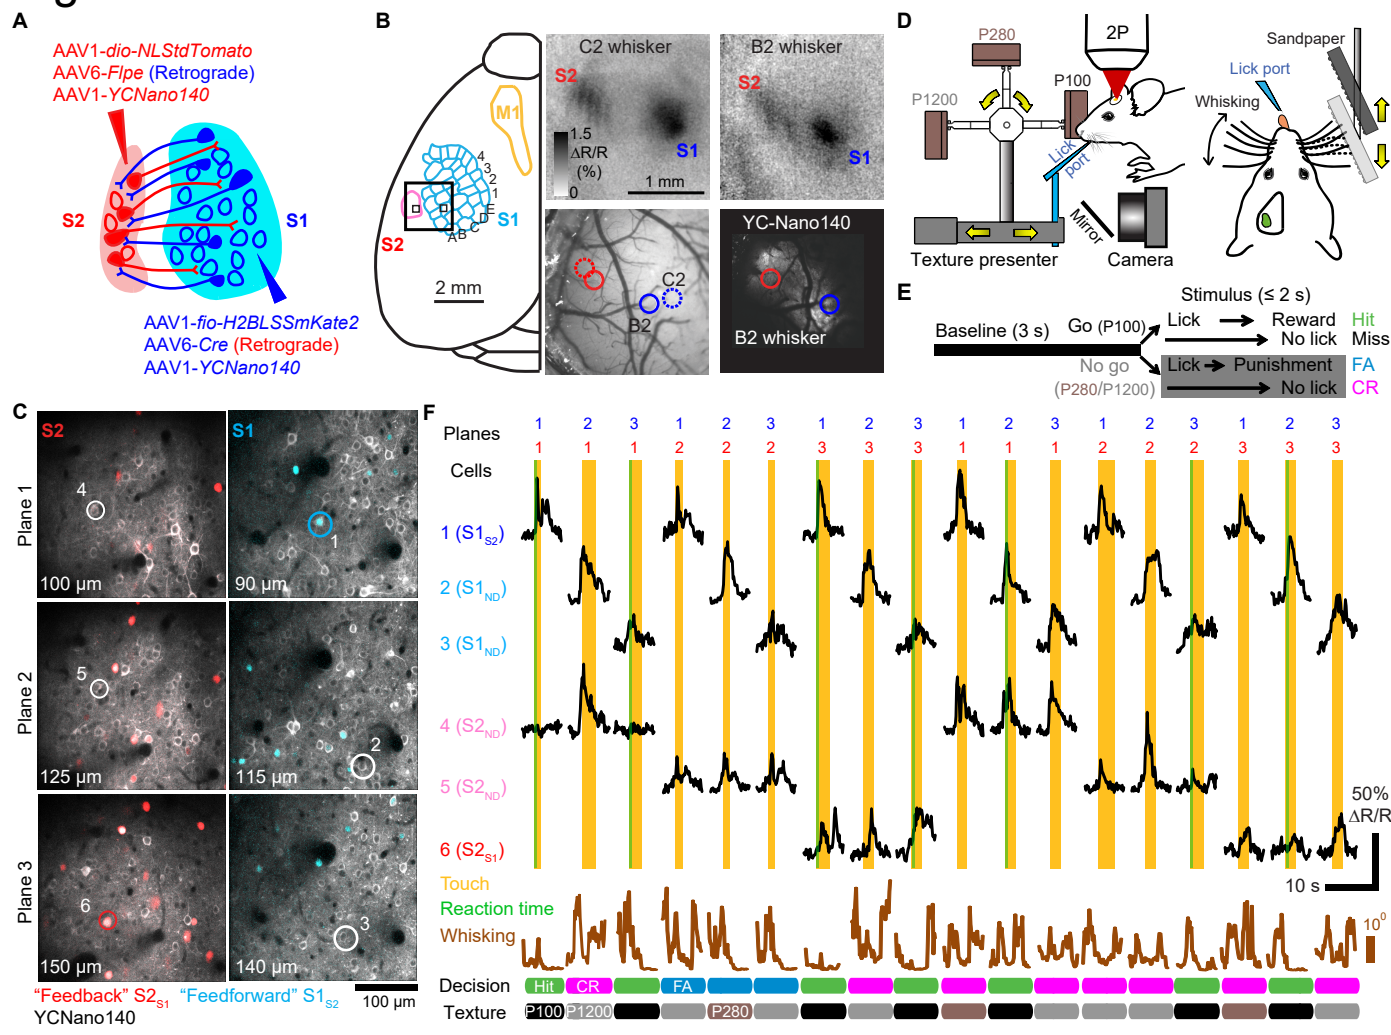 A
AAV1-dio-NLStdTomato
AAV6-Flpe (Retrograde)
AAV1-YCNano140
S2
S1
AAV1-fio-H2BLSSmKate2
AAV6-Cre (Retrograde)
AAV1-YCNano140
B
M1
4
3
2
1
E
D
C
B
A
S1
S2
2 mm
C2 whisker
S2
1.5
ΔR/R
(%)
0
S1
1 mm
B2 whisker
S2
S1
C2
B2
YC-Nano140
B2 whisker
C
S2
S1
Plane 1
4
1
100 µm
90 µm
Plane 2
5
2
125 µm
115 µm
Plane 3
6
3
150 µm
140 µm
"Feedback" S2S1 "Feedforward" S1S2
YCNano140
100 µm
D
P280
P1200
P100
2P
Lick
port
Mirror
Texture presenter
Camera
Sandpaper
Lick port
Whisking
E
Stimulus (≤ 2 s)
Baseline (3 s)
Go (P100)
Lick
Reward
Hit
No lick
Miss
No go
(P280/P1200)
Lick
Punishment
FA
No lick
CR
F
Planes
1 2 3 1 2 3 1 2 3 1 2 3 1 2 3 1 2 3
1 1 1 2 2 2 3 3 3 1 1 1 2 2 2 3 3 3
Cells
1 (S1S2)
2 (S1ND)
3 (S1ND)
4 (S2ND)
5 (S2ND)
6 (S2S1)
50%
ΔR/R
10 s
Touch
Reaction time
Whisking
10⁰
Decision
Hit CR FA
Texture
P100 P1200 P280